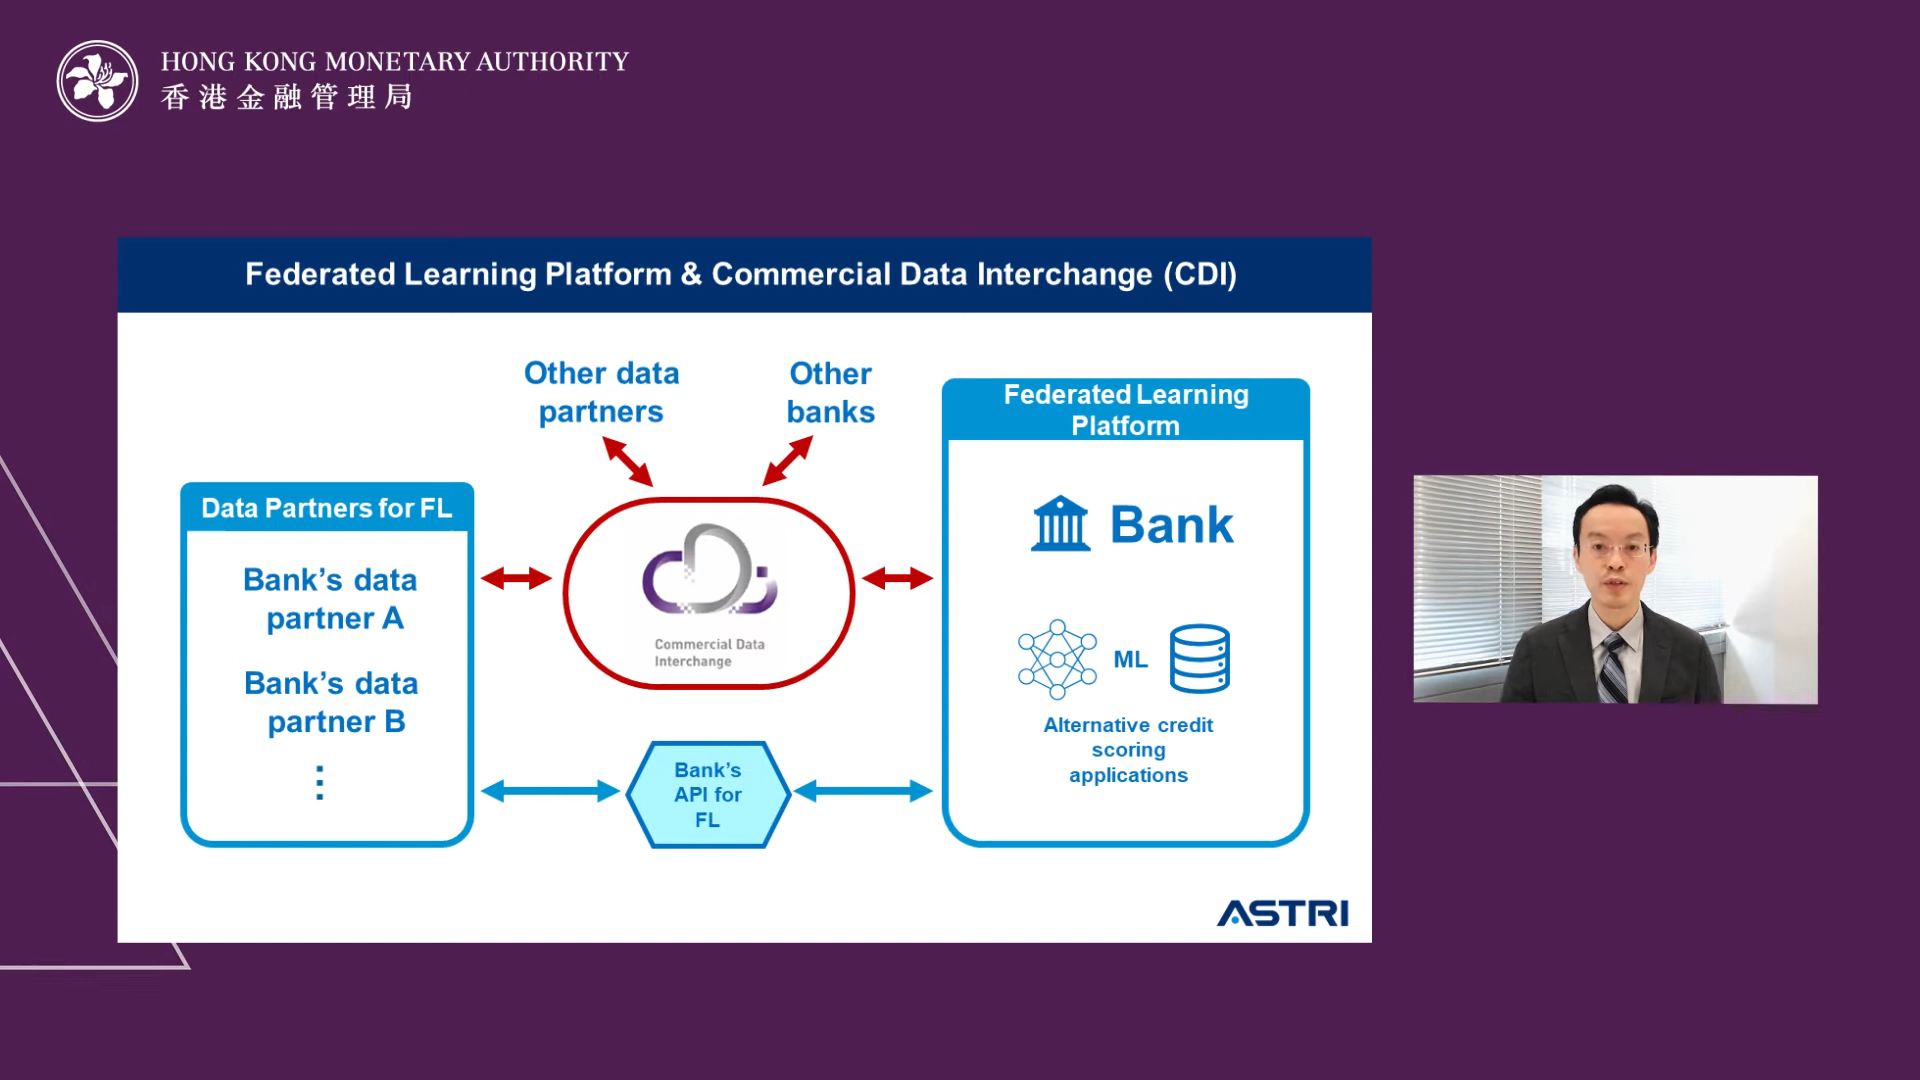 HONG KONG MONETARY AUTHORITY
香港金融管理局
Federated Learning Platform & Commercial Data Interchange (CDI)
Other data
partners
Other
banks
Federated Learning
Platform
Data Partners for FL
Bank's data
partner A
Bank's data
partner B
⋮
CDi
Commercial Data
Interchange
Bank
ML
Alternative credit
scoring
applications
Bank's
API for
FL
ASTRI